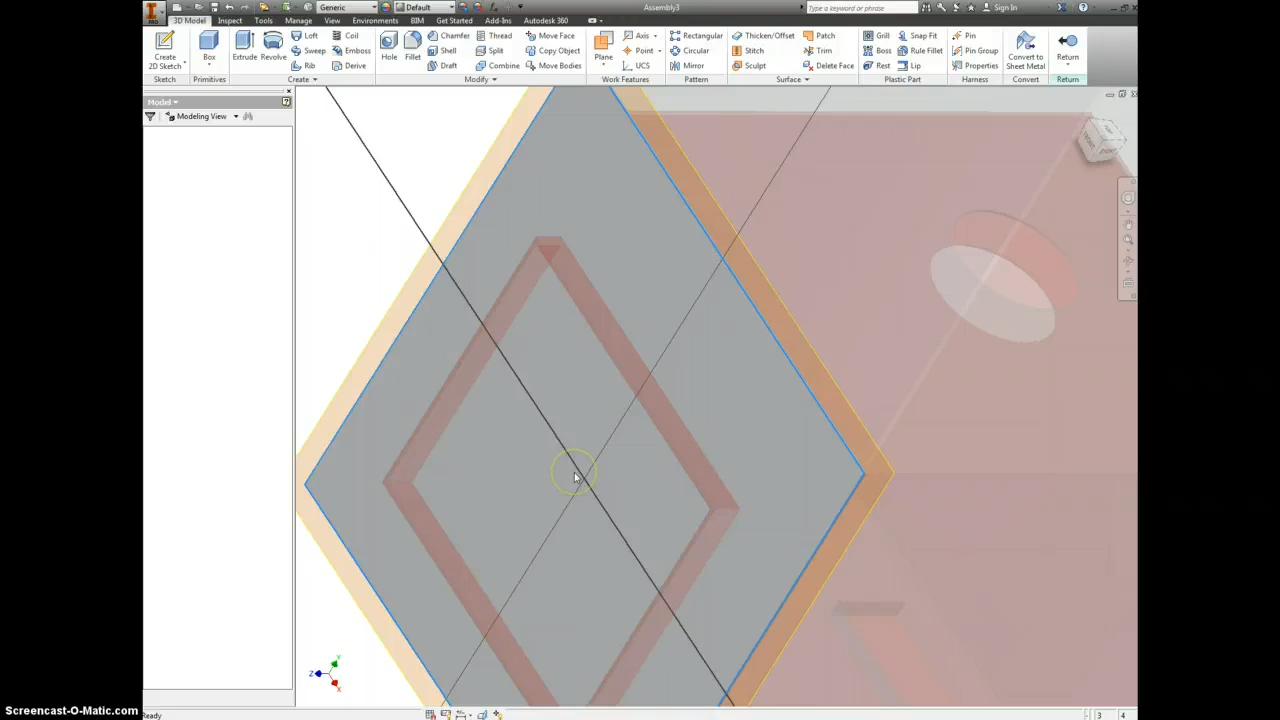 Generic
Default
Assembly3
Type a keyword or phrase
Sign In
PRO
3D Model Inspect Tools Manage View Environments BIM Get Started Add-Ins Autodesk 360
Create
2D Sketch
Box
Extrude
Revolve
Loft
Sweep
Rib
Coil
Emboss
Derive
Hole
Fillet
Chamfer
Shell
Draft
Thread
Split
Combine
Move Face
Copy Object
Move Bodies
Plane
Axis
Point
UCS
Rectangular
Circular
Mirror
Thicken/Offset
Stitch
Sculpt
Patch
Trim
Delete Face
Grill
Boss
Rest
Snap Fit
Rule Fillet
Lip
Pin
Pin Group
Properties
Convert to
Sheet Metal
Return
Sketch Primitives Create Modify Work Features Pattern Surface Plastic Part Harness Convert Return
Model
Modeling View
Z
Y
X
Ready
3 4
Screencast-O-Matic.com